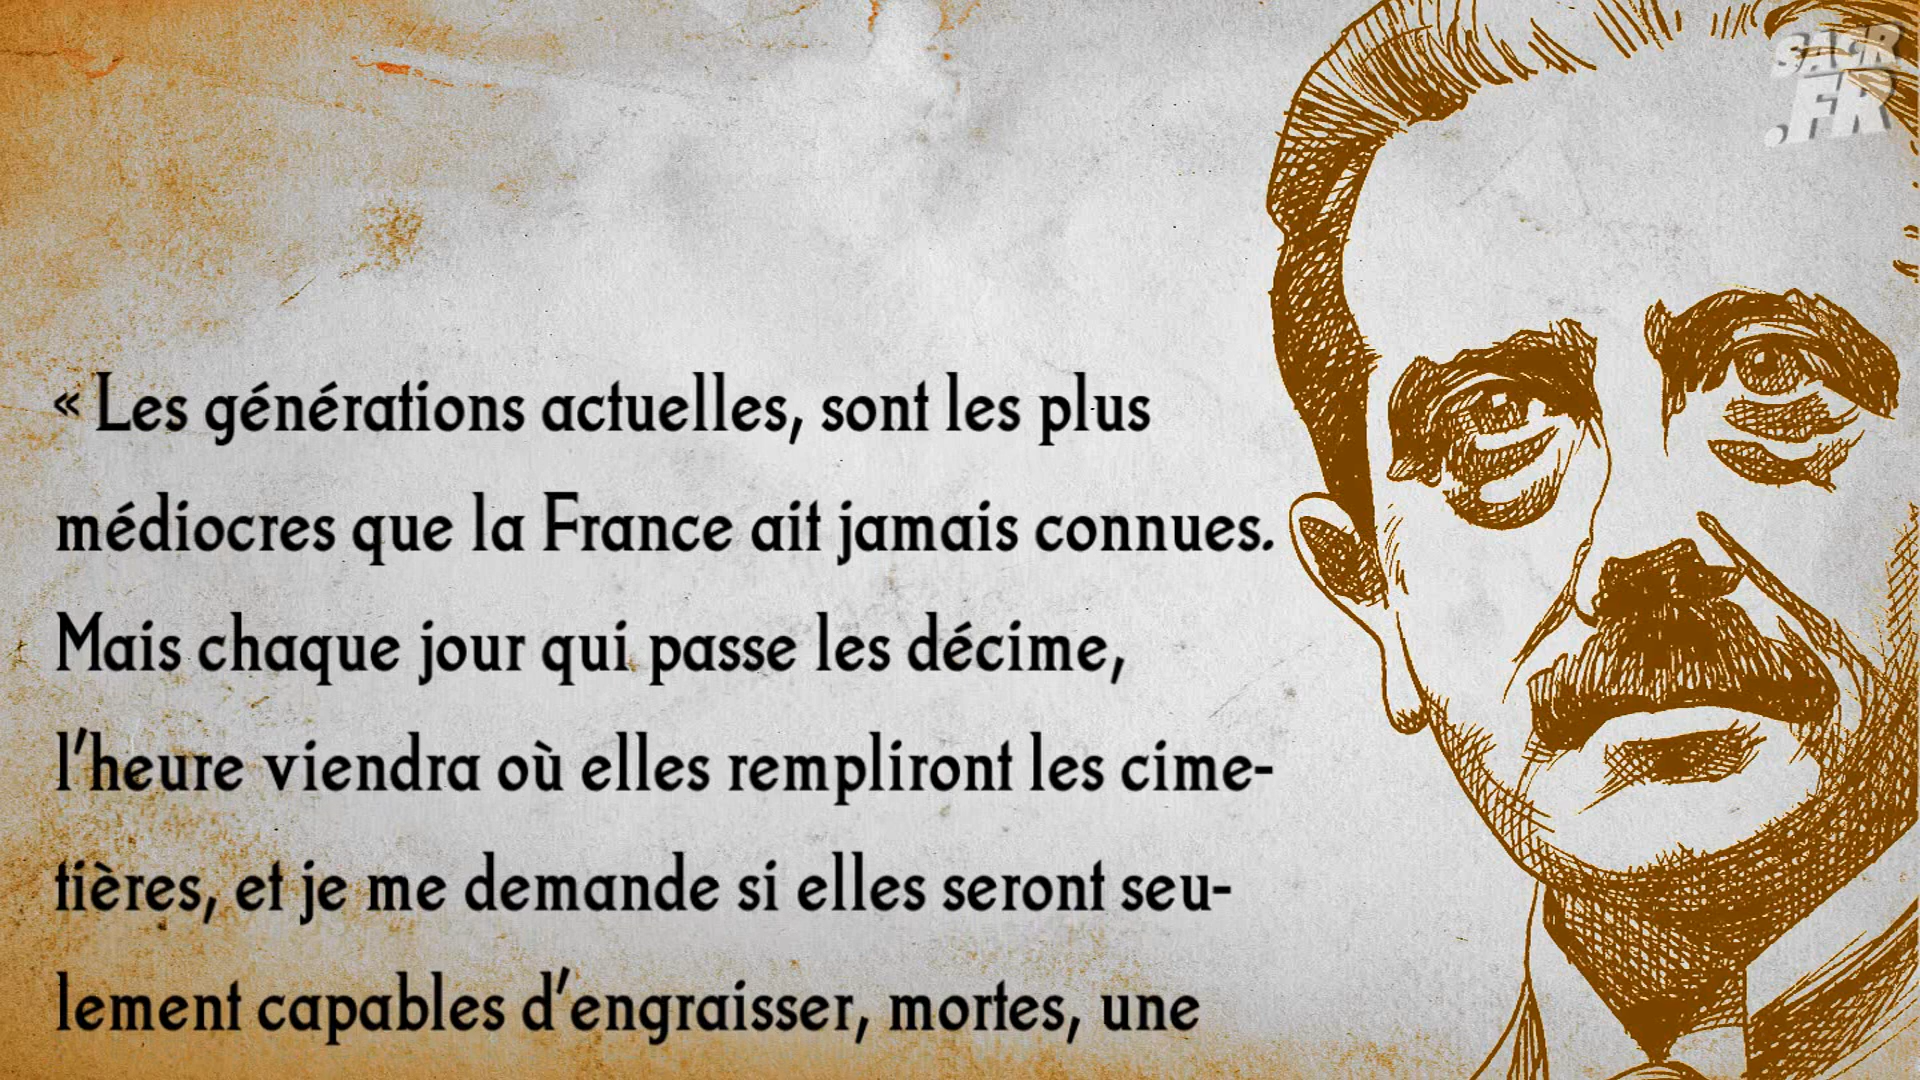 SACR
.FR
« Les générations actuelles, sont les plus
médiocres que la France ait jamais connues.
Mais chaque jour qui passe les décime,
l'heure viendra où elles rempliront les cime-
tières, et je me demande si elles seront seu-
lement capables d'engraisser, mortes, une